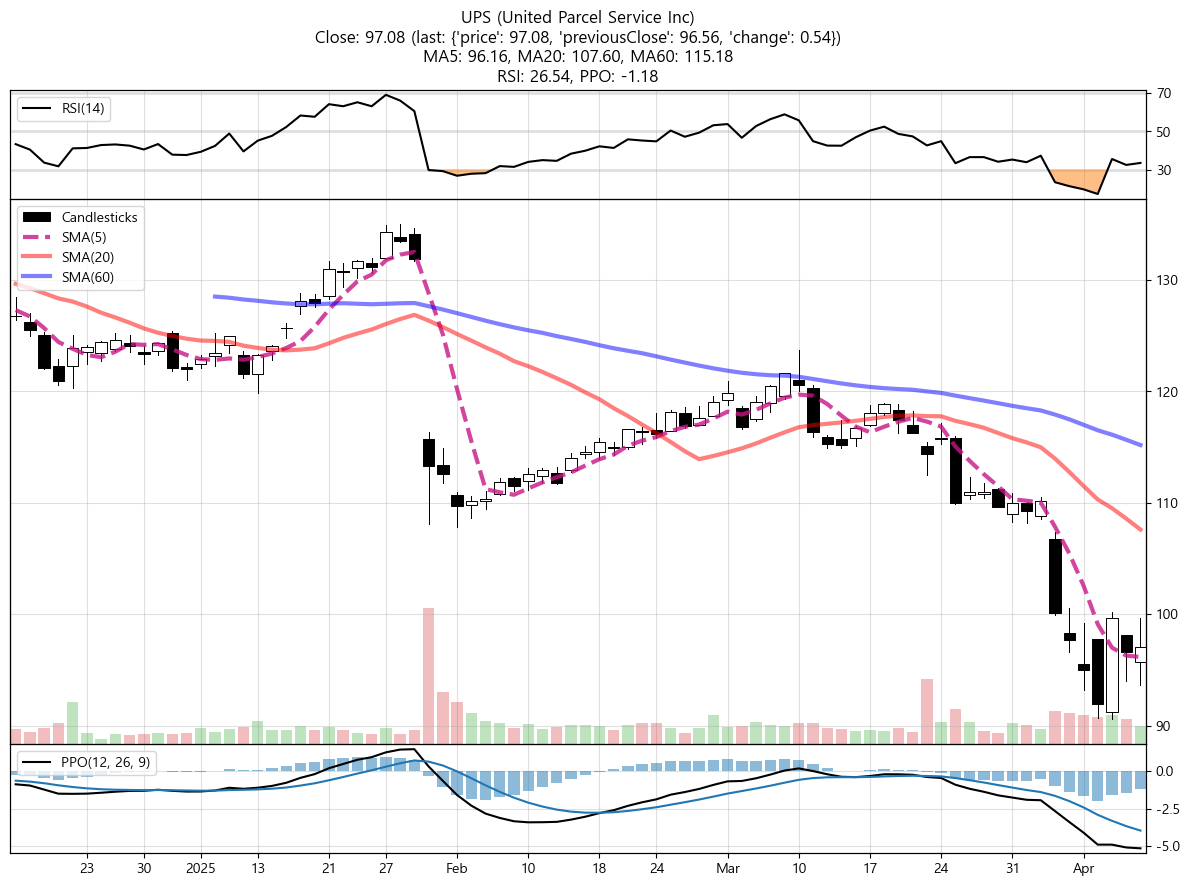 UPS (United Parcel Service Inc)
Close: 97.08 (last: {'price': 97.08, 'previousClose': 96.56, 'change': 0.54})
MA5: 96.16, MA20: 107.60, MA60: 115.18
RSI: 26.54, PPO: -1.18
RSI(14)
70
50
30
Candlesticks
SMA(5)
SMA(20)
SMA(60)
130
120
110
100
90
PPO(12, 26, 9)
0.0
-2.5
-5.0
23 30 2025 13 21 27 Feb 10 18 24 Mar 10 17 24 31 Apr